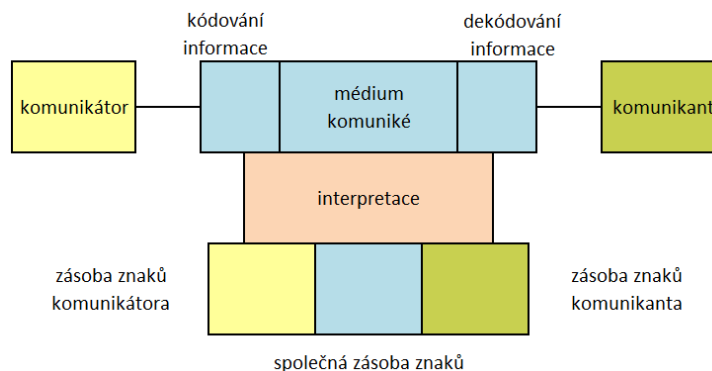 kódování
informace
dekódování
informace
komunikátor
médium
komuniké
komunikant
interpretace
zásoba znaků
komunikátora
zásoba znaků
komunikanta
společná zásoba znaků